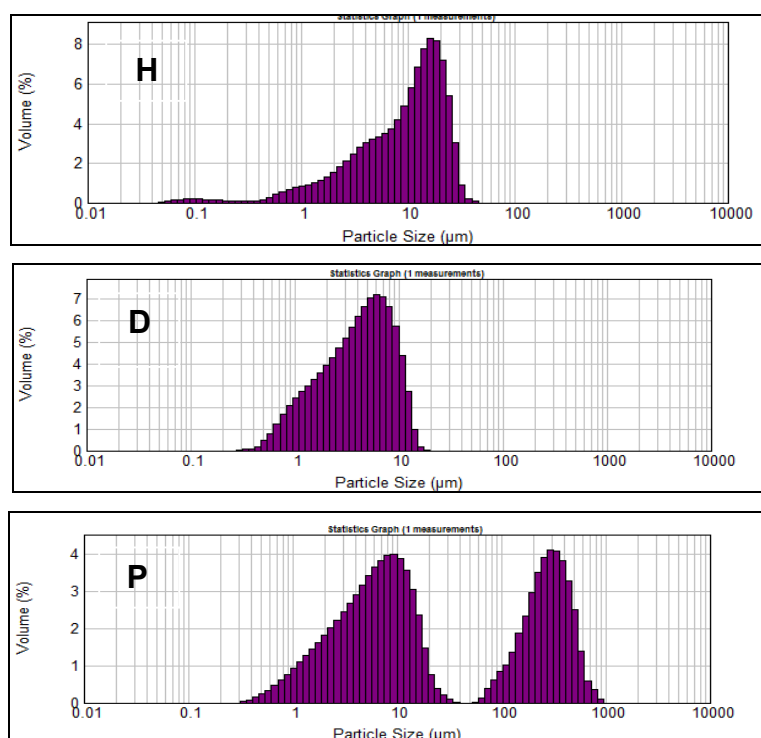 Statistics Graph (1 measurements)
H
Volume (%)
8
6
4
2
0
0.01 0.1 1 10 100 1000 10000
Particle Size (µm)
Statistics Graph (1 measurements)
D
Volume (%)
7
6
5
4
3
2
1
0
0.01 0.1 1 10 100 1000 10000
Particle Size (µm)
Statistics Graph (1 measurements)
P
Volume (%)
4
3
2
1
0
0.01 0.1 1 10 100 1000 10000
Particle Size (µm)